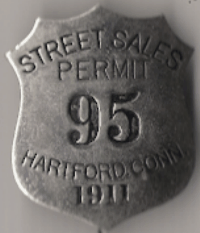 STREET SALES
PERMIT
95
HARTFORD, CONN.
1911